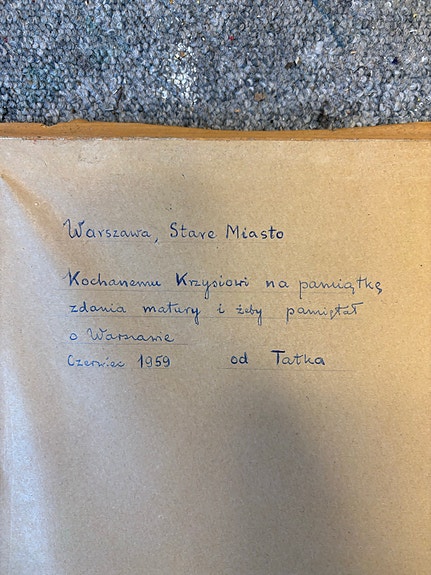 Warszawa, Stare Miasto
Kochanemu Krzysiowi na pamiątkę
zdania matury i żeby pamiętał
o Warszawie
Czerwiec 1959 od Tatka